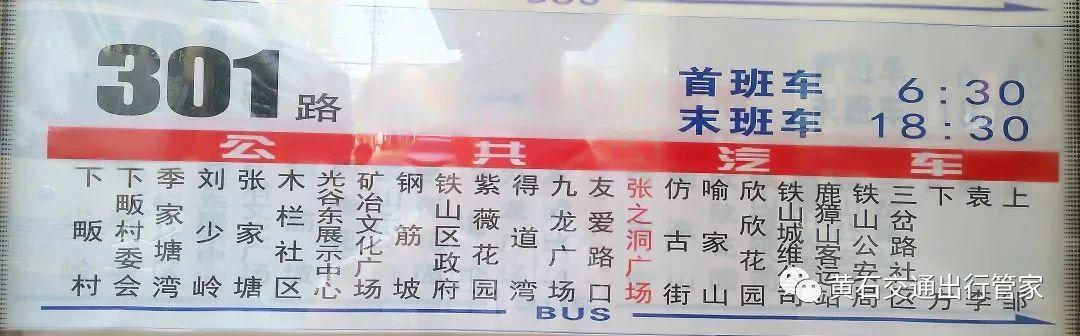 BUS
301路
首班车 6:30
末班车 18:30
公共汽车
下畈村
下畈村委会
季家塘湾
刘少岭
张家塘
木栏社区
光谷东展示中心
矿冶文化广场
钢筋坡
铁山区政府
紫薇花园
得道湾
九龙广场
友爱路口
张之洞广场
仿古街
喻家山
欣欣花园
铁山城维司
鹿獐山客运站
铁山公安局
三岔路社区
下方
袁季
上邹
BUS
黄石交通出行管家